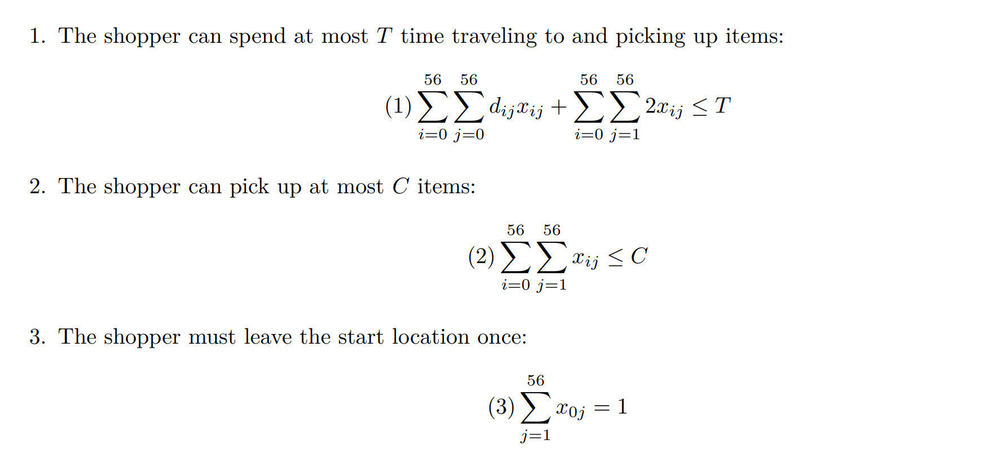 1. The shopper can spend at most T time traveling to and picking up items:
(1) \sum_{i=0}^{56} \sum_{j=0}^{56} d_{ij}x_{ij} + \sum_{i=0}^{56} \sum_{j=1}^{56} 2x_{ij} ≤ T
2. The shopper can pick up at most C items:
(2) \sum_{i=0}^{56} \sum_{j=1}^{56} x_{ij} ≤ C
3. The shopper must leave the start location once:
(3) \sum_{j=1}^{56} x_{0j} = 1